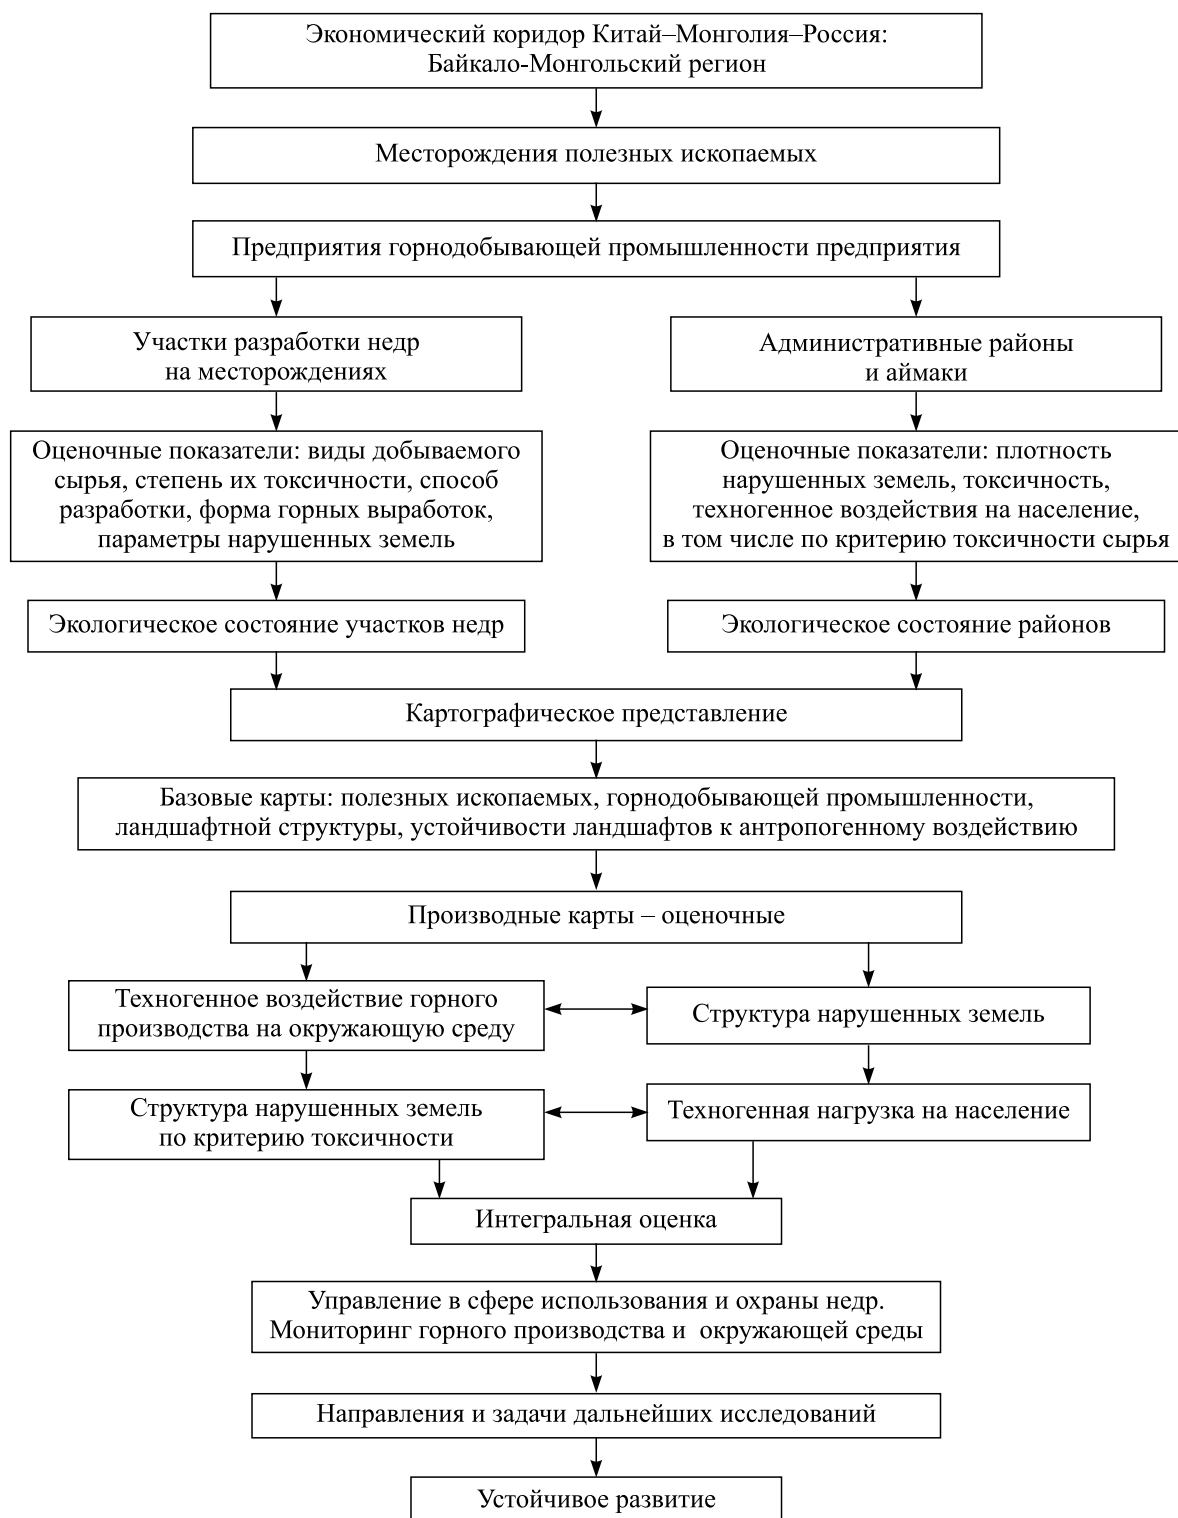 Экономический коридор Китай–Монголия–Россия:
Байкало-Монгольский регион
Месторождения полезных ископаемых
Предприятия горнодобывающей промышленности предприятия
Участки разработки недр
на месторождениях
Административные районы
и аймаки
Оценочные показатели: виды добываемого
сырья, степень их токсичности, способ
разработки, форма горных выработок,
параметры нарушенных земель
Оценочные показатели: плотность
нарушенных земель, токсичность,
техногенное воздействия на население,
в том числе по критерию токсичности сырья
Экологическое состояние участков недр
Экологическое состояние районов
Картографическое представление
Базовые карты: полезных ископаемых, горнодобывающей промышленности,
ландшафтной структуры, устойчивости ландшафтов к антропогенному воздействию
Производные карты – оценочные
Техногенное воздействие горного
производства на окружающую среду
Структура нарушенных земель
Структура нарушенных земель
по критерию токсичности
Техногенная нагрузка на население
Интегральная оценка
Управление в сфере использования и охраны недр.
Мониторинг горного производства и окружающей среды
Направления и задачи дальнейших исследований
Устойчивое развитие